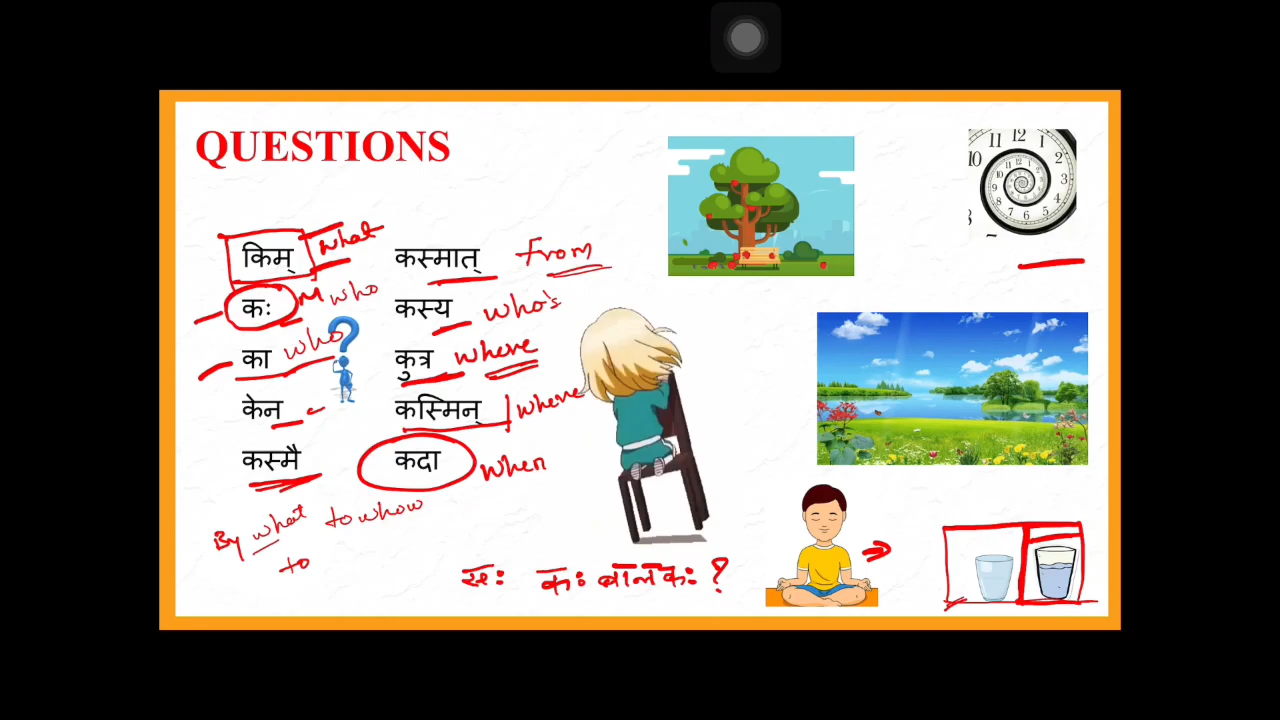 QUESTIONS
किम् what कस्मात् from
कः M who कस्य who's
का who कुत्र where
केन कस्मिन् where
कस्मै कदा when
By what to whow
to
सः कः बालकः ?